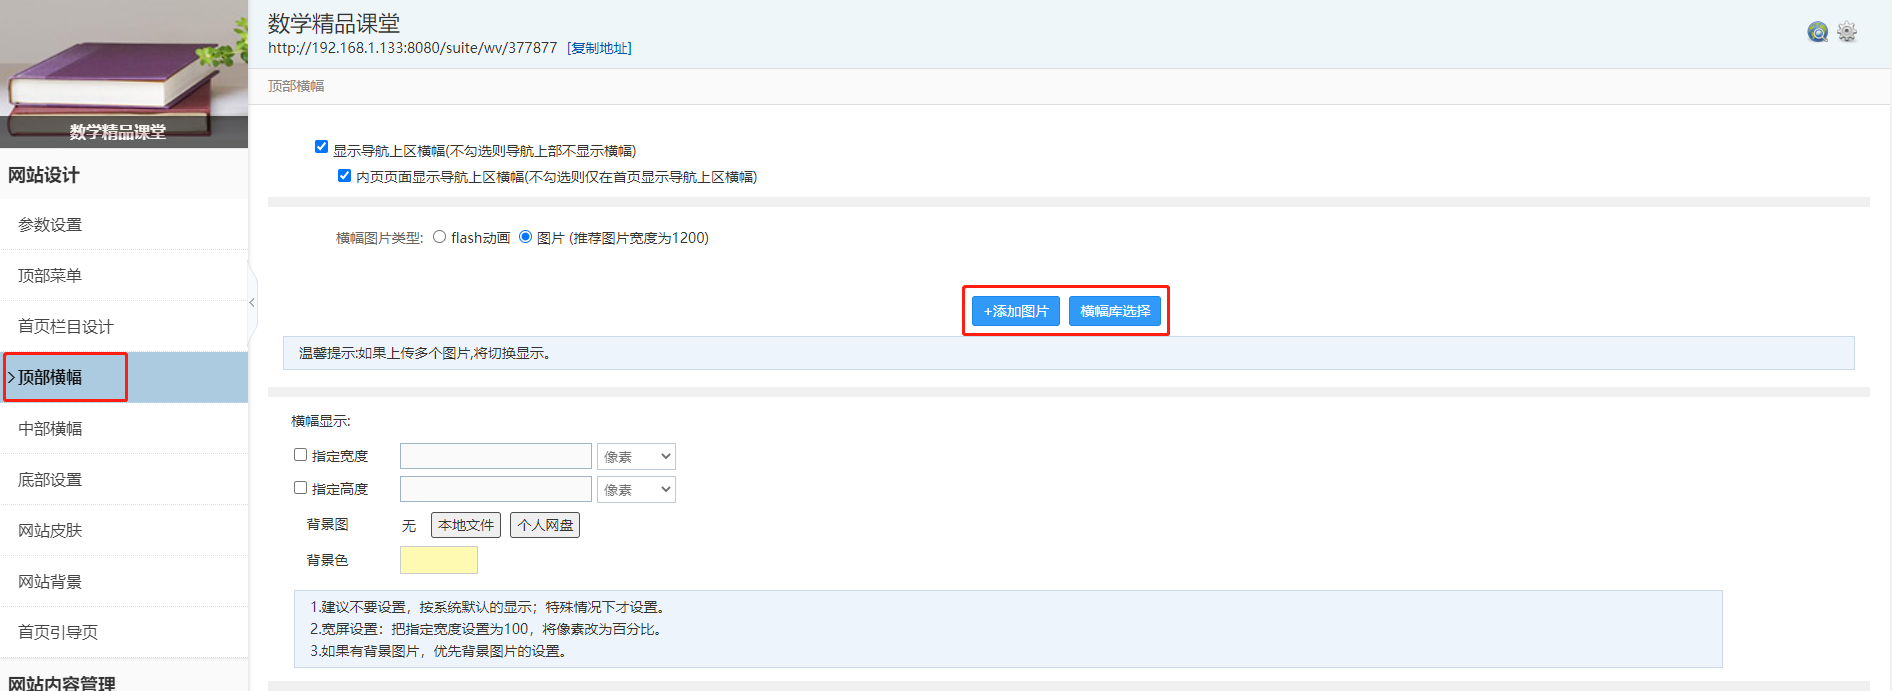 数学精品课堂
http://192.168.1.133:8080/suite/wv/377877 [复制地址]
顶部横幅
数学精品课堂
网站设计
参数设置
顶部菜单
首页栏目设计
>顶部横幅
中部横幅
底部设置
网站皮肤
网站背景
首页引导页
网站内容管理
显示导航上区横幅(不勾选则导航上部不显示横幅)
内页页面显示导航上区横幅(不勾选则仅在首页显示导航上区横幅)
横幅图片类型: flash动画 图片 (推荐图片宽度为1200)
+添加图片 横幅库选择
温馨提示:如果上传多个图片,将切换显示。
横幅显示:
指定宽度 像素
指定高度 像素
背景图 无 本地文件 个人网盘
背景色
1.建议不要设置，按系统默认的显示；特殊情况下才设置。
2.宽屏设置：把指定宽度设置为100，将像素改为百分比。
3.如果有背景图片，优先背景图片的设置。